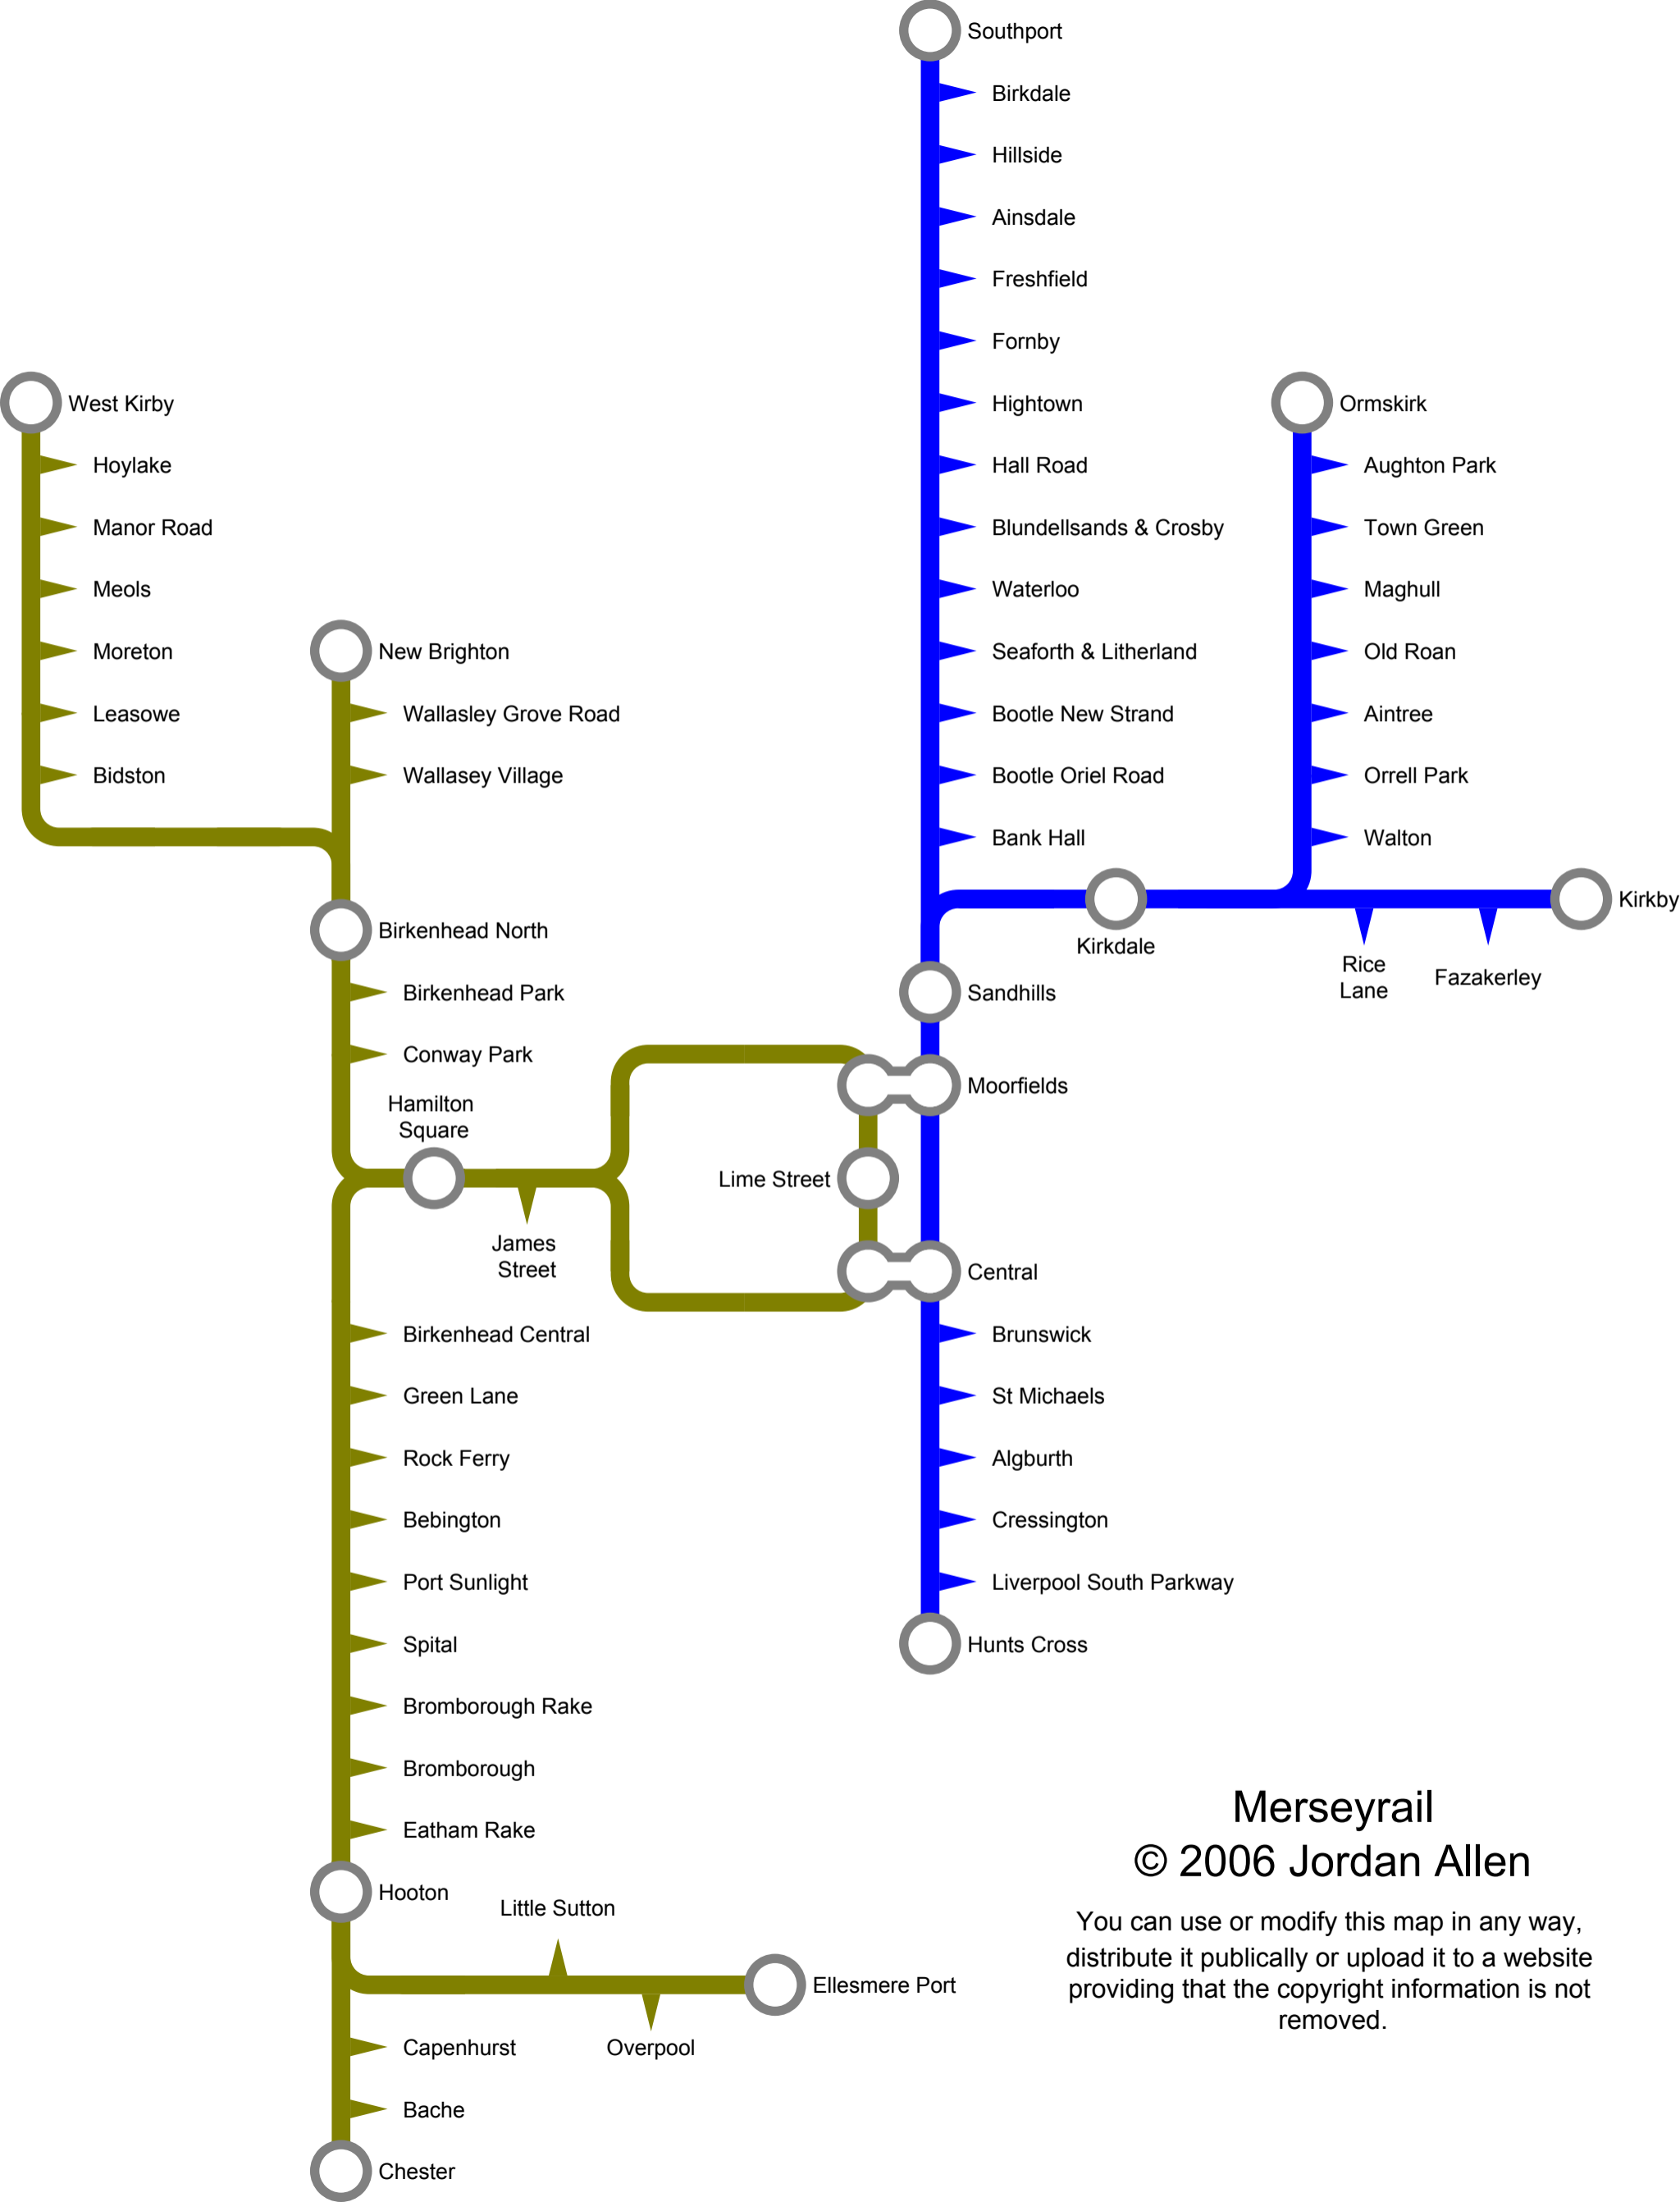 Southport
Birkdale
Hillside
Ainsdale
Freshfield
Fornby
Hightown
Hall Road
Blundellsands & Crosby
Waterloo
Seaforth & Litherland
Bootle New Strand
Bootle Oriel Road
Bank Hall
West Kirby
Hoylake
Manor Road
Meols
Moreton
Leasowe
Bidston
New Brighton
Wallasley Grove Road
Wallasey Village
Ormskirk
Aughton Park
Town Green
Maghull
Old Roan
Aintree
Orrell Park
Walton
Kirkby
Kirkdale
Rice
Lane
Fazakerley
Birkenhead North
Birkenhead Park
Conway Park
Hamilton
Square
James
Street
Sandhills
Moorfields
Lime Street
Central
Brunswick
St Michaels
Algburth
Cressington
Liverpool South Parkway
Hunts Cross
Birkenhead Central
Green Lane
Rock Ferry
Bebington
Port Sunlight
Spital
Bromborough Rake
Bromborough
Eatham Rake
Hooton
Little Sutton
Ellesmere Port
Overpool
Capenhurst
Bache
Chester
Merseyrail
© 2006 Jordan Allen
You can use or modify this map in any way,
distribute it publically or upload it to a website
providing that the copyright information is not
removed.